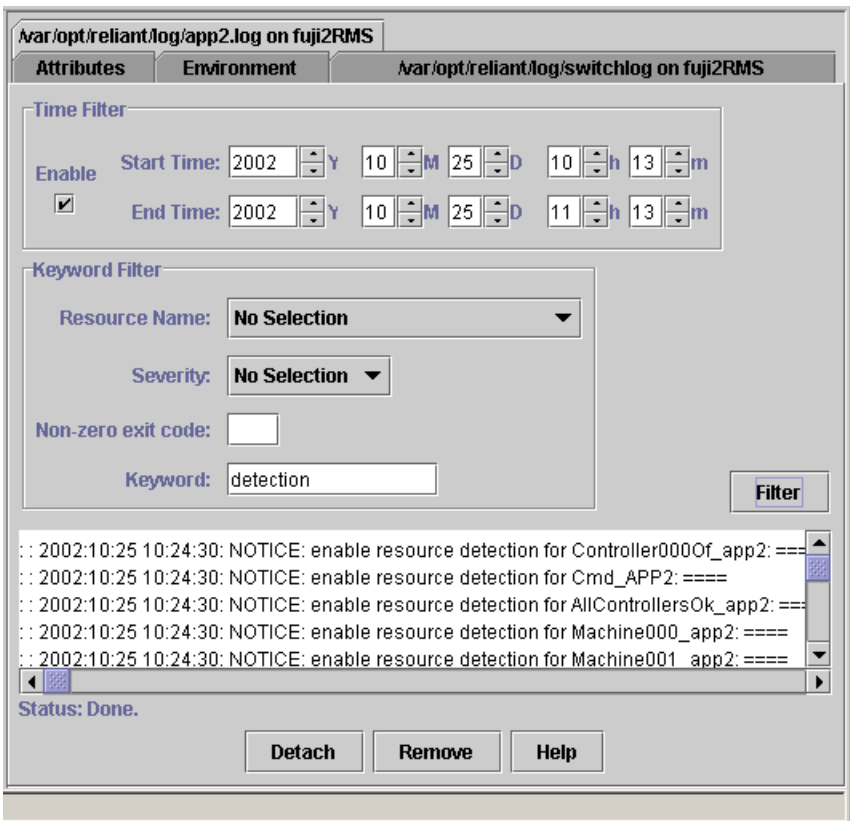 /var/opt/reliant/log/app2.log on fuji2RMS
Attributes Environment /var/opt/reliant/log/switchlog on fuji2RMS
Time Filter
Enable
Start Time: 2002 Y 10 M 25 D 10 h 13 m
End Time: 2002 Y 10 M 25 D 11 h 13 m
Keyword Filter
Resource Name: No Selection
Severity: No Selection
Non-zero exit code:
Keyword: detection
Filter
: : 2002:10:25 10:24:30: NOTICE: enable resource detection for Controller000Of_app2: ====
: : 2002:10:25 10:24:30: NOTICE: enable resource detection for Cmd_APP2: ====
: : 2002:10:25 10:24:30: NOTICE: enable resource detection for AllControllersOk_app2: ===
: : 2002:10:25 10:24:30: NOTICE: enable resource detection for Machine000_app2: ====
: : 2002:10:25 10:24:30: NOTICE: enable resource detection for Machine001_app2: ====
Status: Done.
Detach Remove Help